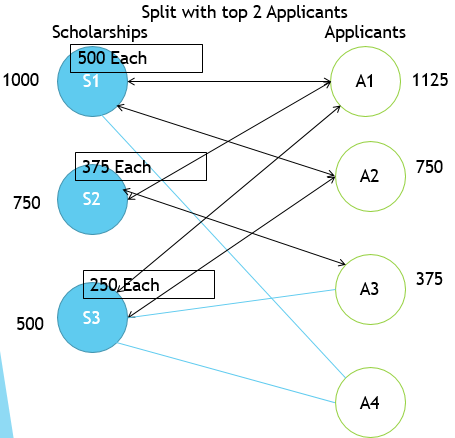 Split with top 2 Applicants
Scholarships
Applicants
500 Each
1000
S1
A1
1125
375 Each
750
S2
A2
750
250 Each
500
S3
A3
375
A4